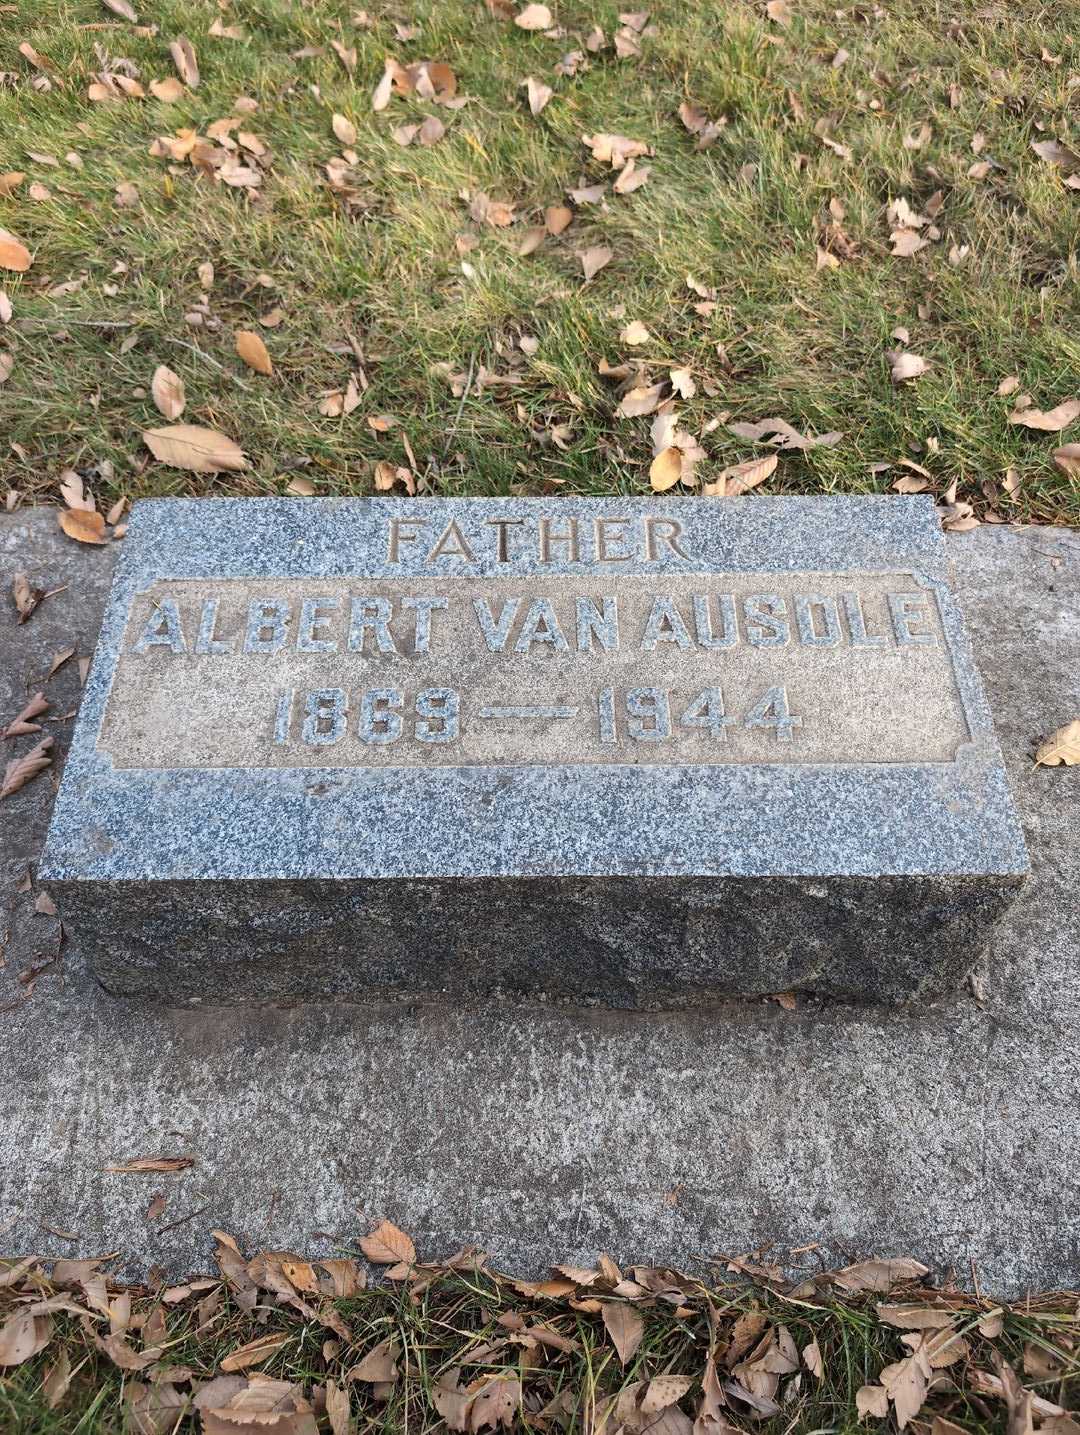 FATHER
ALBERT VAN AUSDLE
1869 — 1944